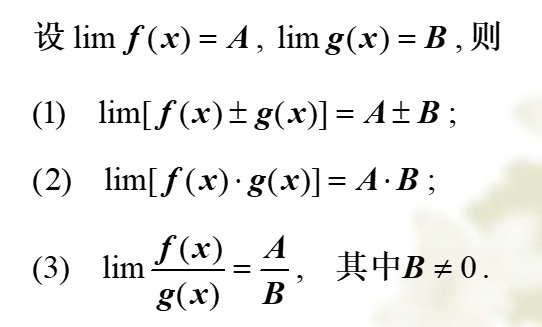 设 lim f(x) = A, lim g(x) = B, 则
(1) lim[f(x) ± g(x)] = A ± B;
(2) lim[f(x) · g(x)] = A · B;
(3) lim f(x)/g(x) = A/B, 其中B ≠ 0.